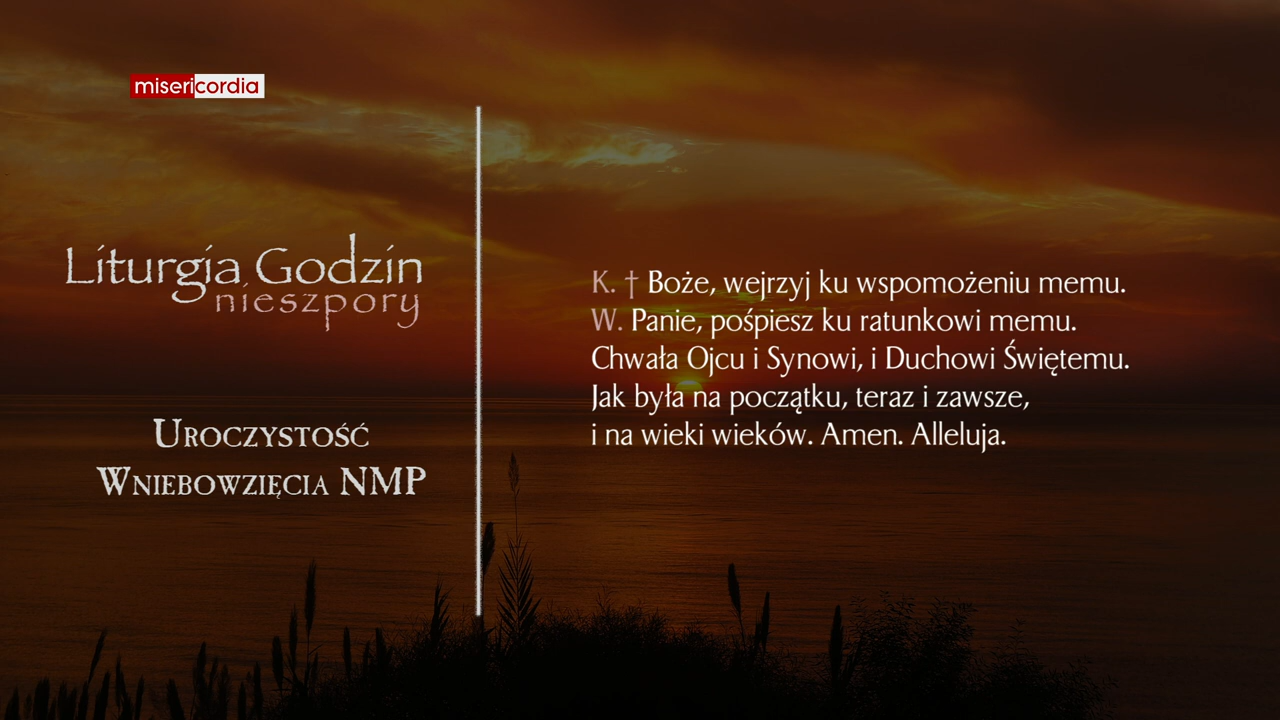 misericordia
Liturgia Godzin
nieszpory
Uroczystość
Wniebowzięcia NMP
K. † Boże, wejrzyj ku wspomożeniu memu.
W. Panie, pośpiesz ku ratunkowi memu.
Chwała Ojcu i Synowi, i Duchowi Świętemu.
Jak była na początku, teraz i zawsze,
i na wieki wieków. Amen. Alleluja.